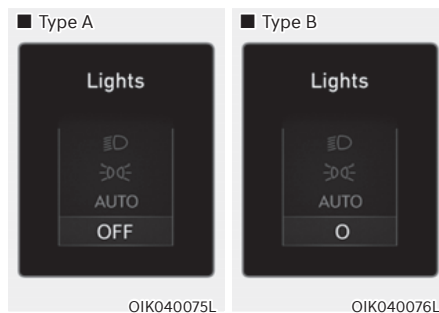 ■ Type A
Lights
AUTO
OFF
OIK040075L
■ Type B
Lights
AUTO
O
OIK040076L